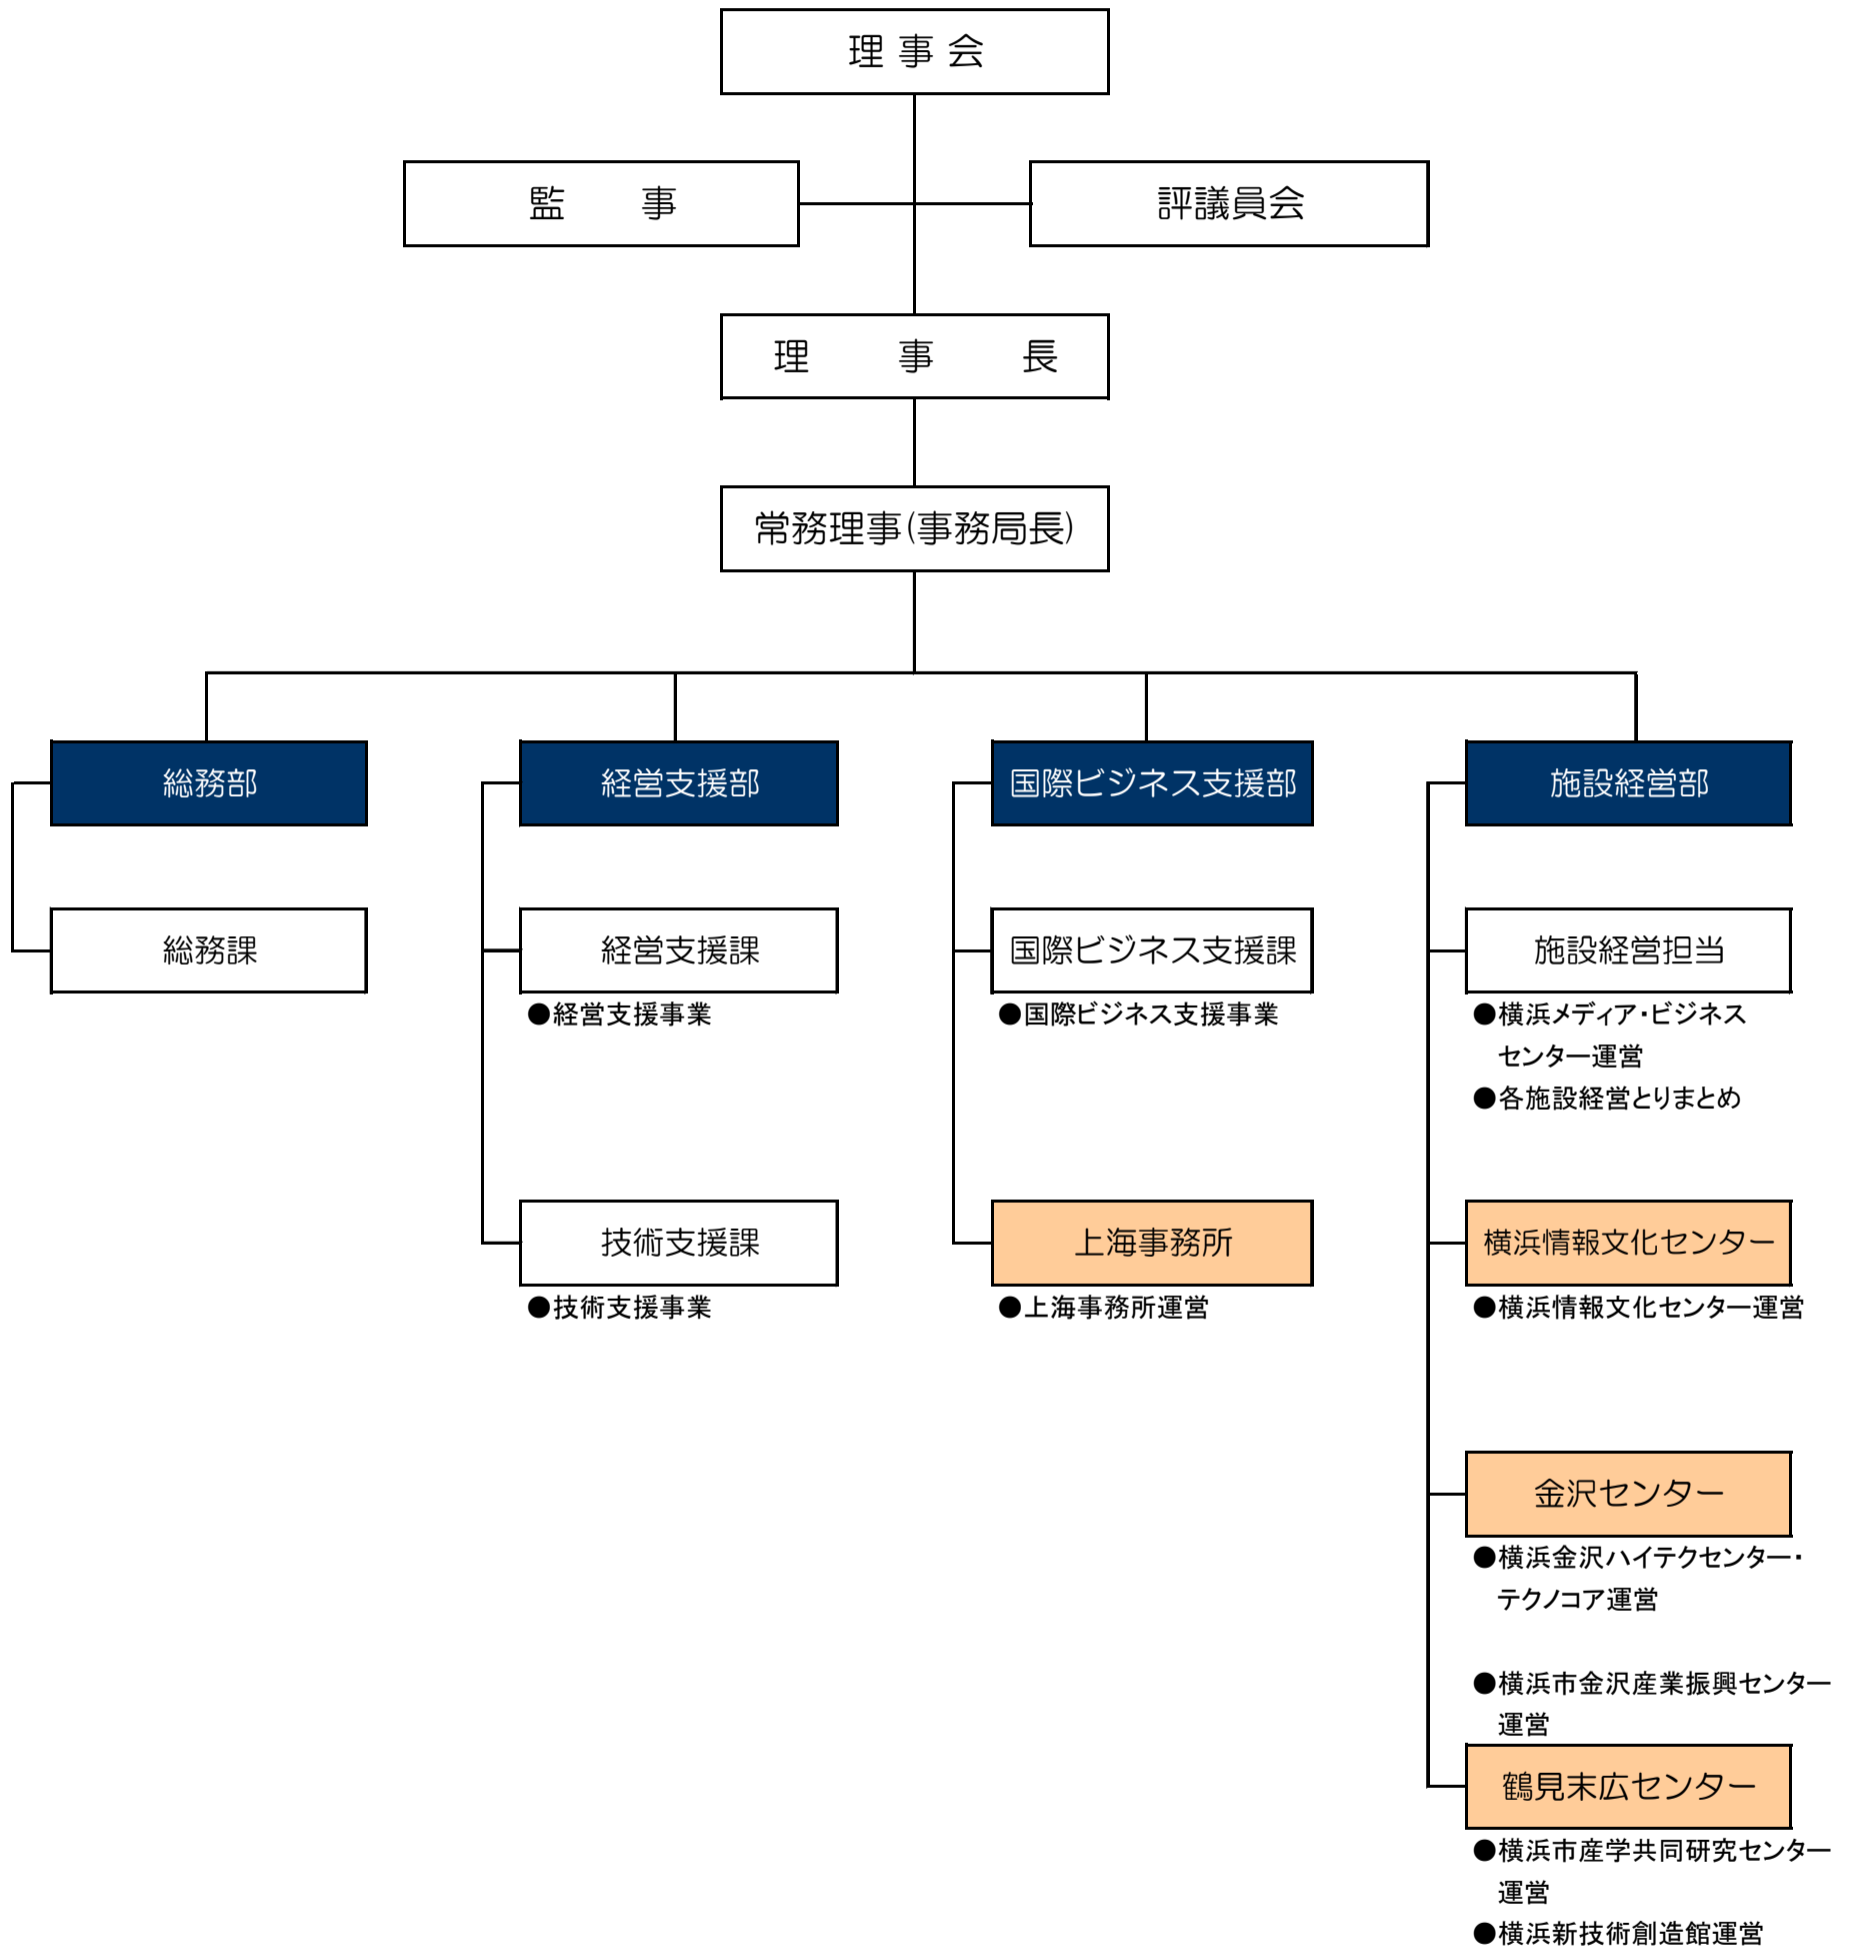 理事会
監　事
評議員会
理　事　長
常務理事(事務局長)
総務部
経営支援部
国際ビジネス支援部
施設経営部
総務課
経営支援課
国際ビジネス支援課
施設経営担当
●経営支援事業
●国際ビジネス支援事業
●横浜メディア・ビジネス
センター運営
●各施設経営とりまとめ
技術支援課
上海事務所
横浜情報文化センター
●技術支援事業
●上海事務所運営
●横浜情報文化センター運営
金沢センター
●横浜金沢ハイテクセンター・
テクノコア運営
●横浜市金沢産業振興センター
運営
鶴見末広センター
●横浜市産学共同研究センター
運営
●横浜新技術創造館運営